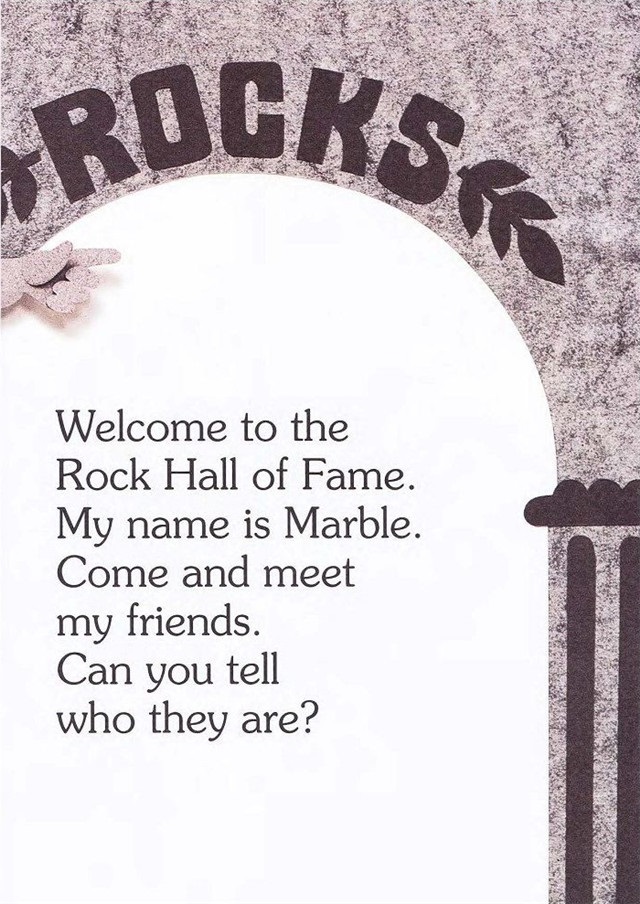 ROCKS
Welcome to the
Rock Hall of Fame.
My name is Marble.
Come and meet
my friends.
Can you tell
who they are?